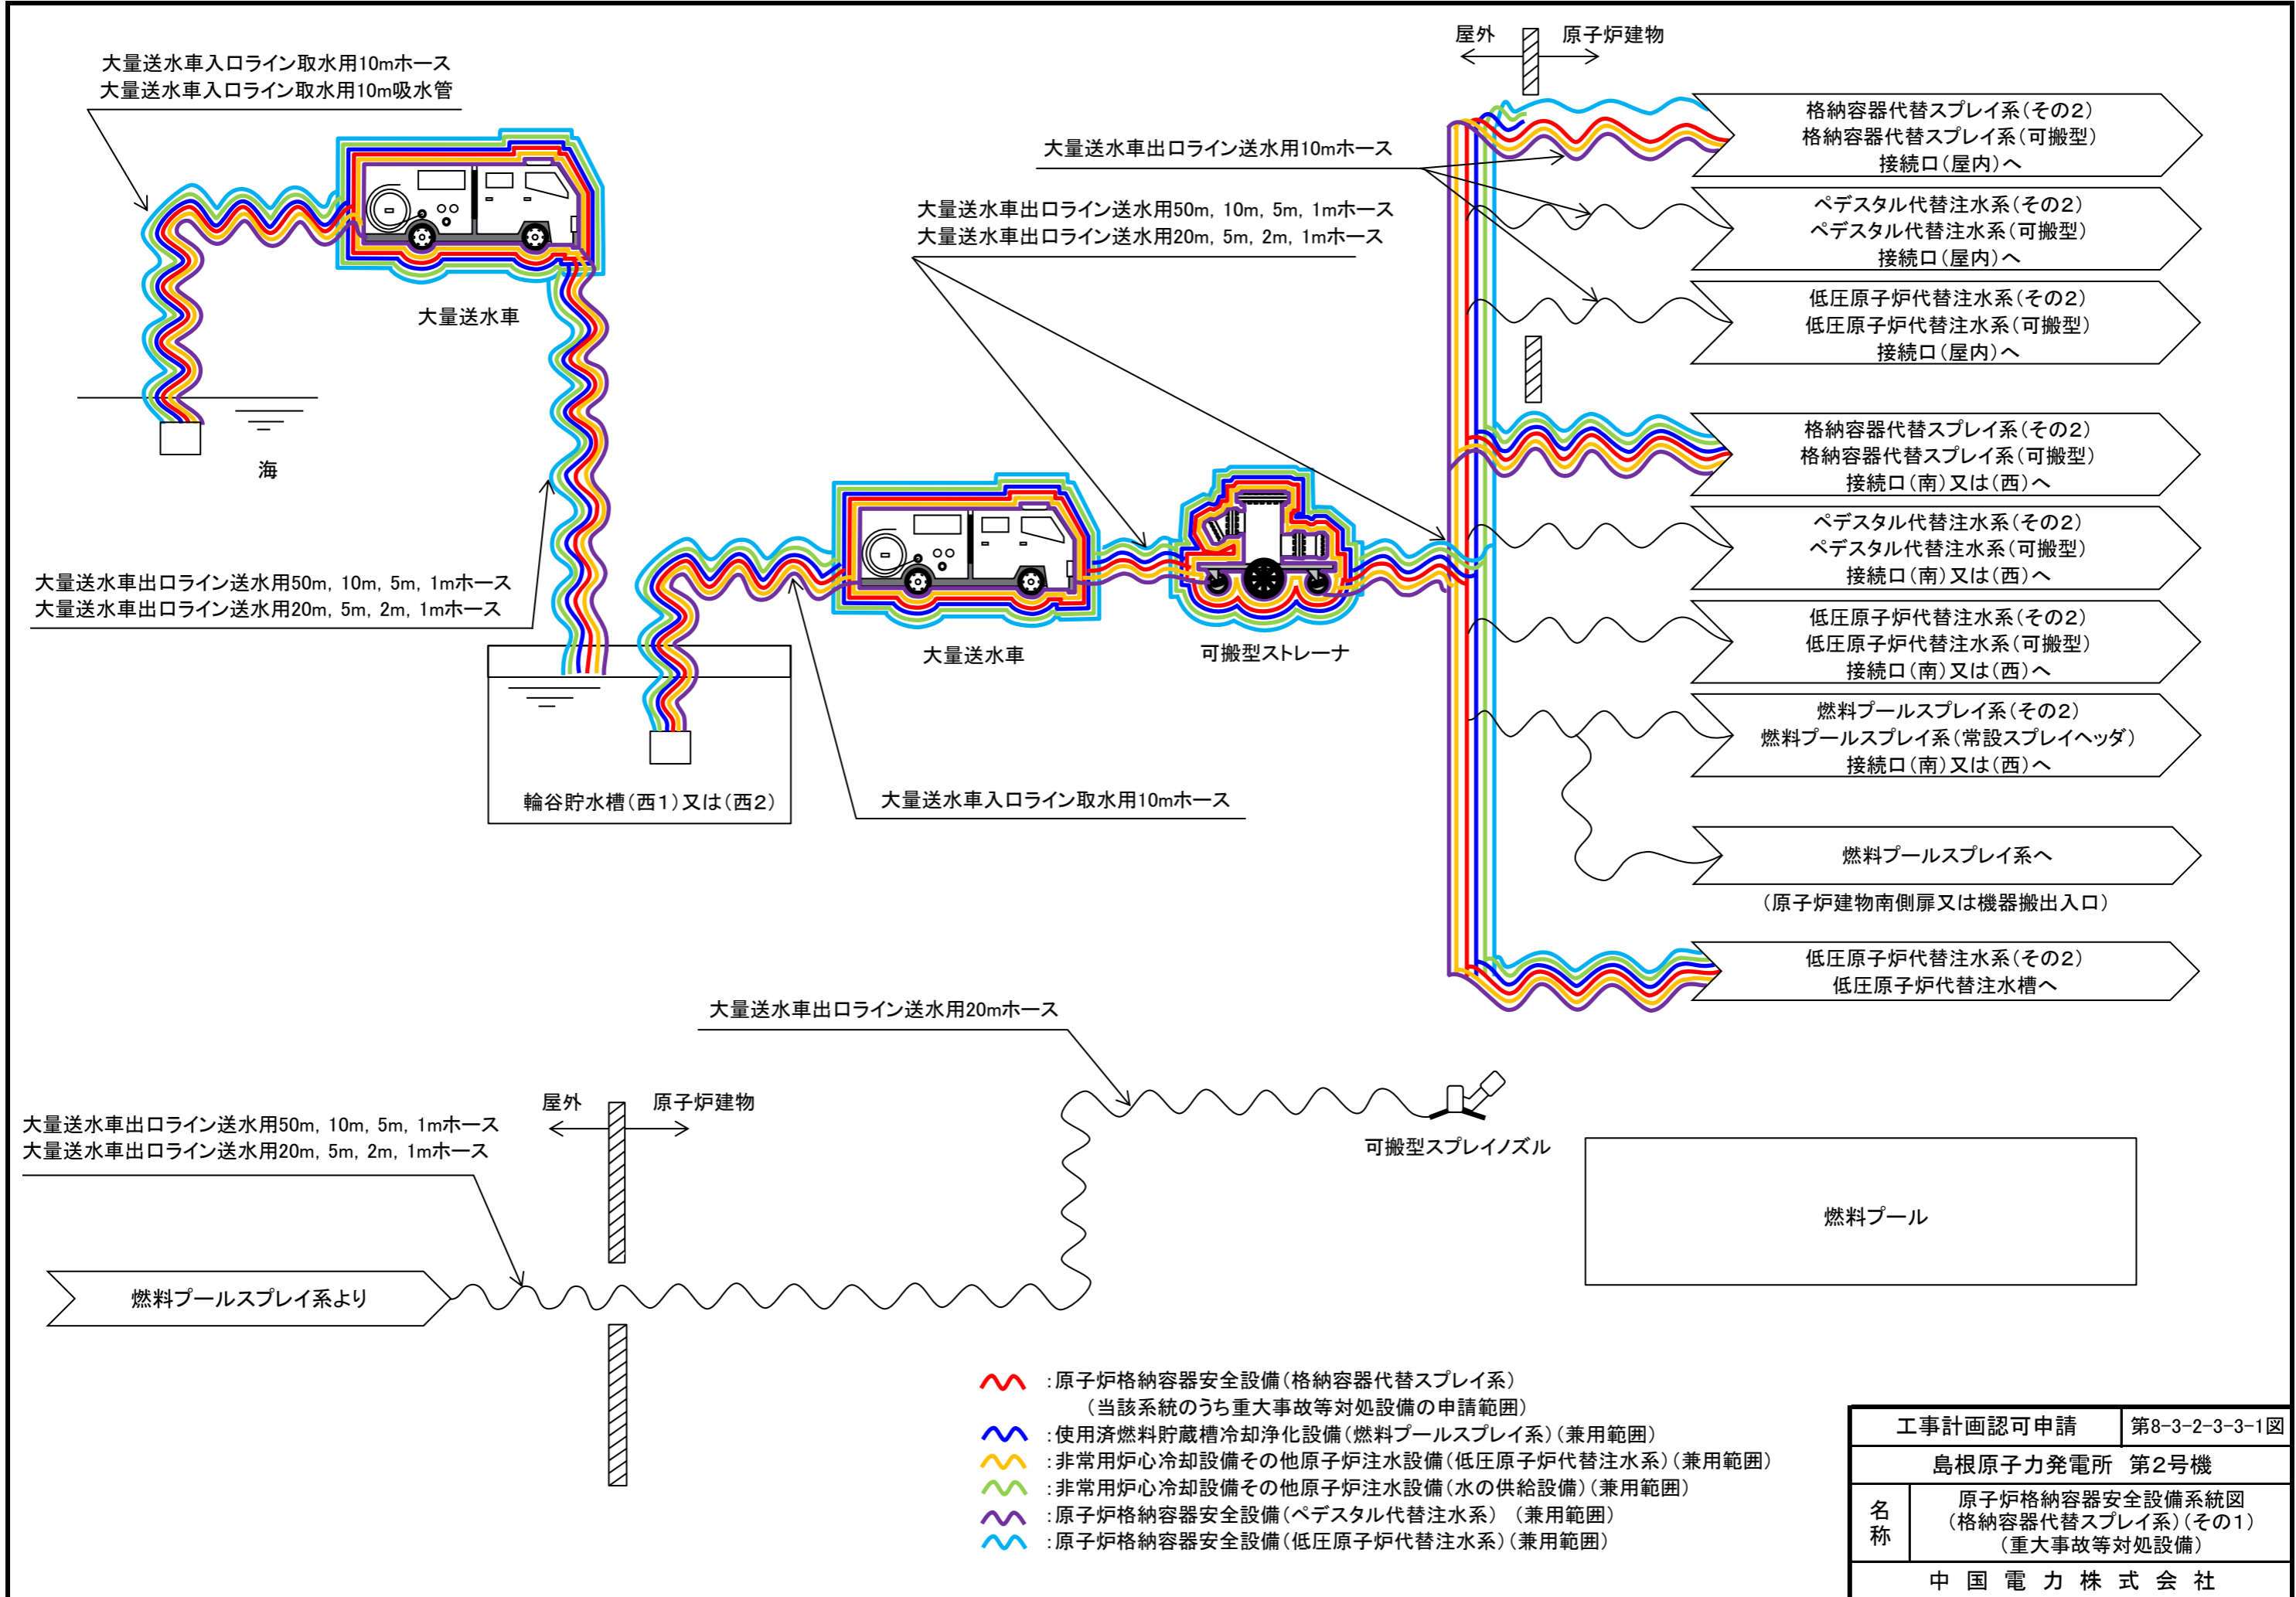 大量送水車入口ライン取水用10mホース
大量送水車入口ライン取水用10m吸水管
大量送水車
海
大量送水車出口ライン送水用50m, 10m, 5m, 1mホース
大量送水車出口ライン送水用20m, 5m, 2m, 1mホース
輪谷貯水槽(西1)又は(西2)
大量送水車
大量送水車入口ライン取水用10mホース
可搬型ストレーナ
大量送水車出口ライン送水用10mホース
大量送水車出口ライン送水用50m, 10m, 5m, 1mホース
大量送水車出口ライン送水用20m, 5m, 2m, 1mホース
屋外
原子炉建物
格納容器代替スプレイ系(その2)
格納容器代替スプレイ系(可搬型)
接続口(屋内)へ
ペデスタル代替注水系(その2)
ペデスタル代替注水系(可搬型)
接続口(屋内)へ
低圧原子炉代替注水系(その2)
低圧原子炉代替注水系(可搬型)
接続口(屋内)へ
格納容器代替スプレイ系(その2)
格納容器代替スプレイ系(可搬型)
接続口(南)又は(西)へ
ペデスタル代替注水系(その2)
ペデスタル代替注水系(可搬型)
接続口(南)又は(西)へ
低圧原子炉代替注水系(その2)
低圧原子炉代替注水系(可搬型)
接続口(南)又は(西)へ
燃料プールスプレイ系(その2)
燃料プールスプレイ系(常設スプレイヘッダ)
接続口(南)又は(西)へ
燃料プールスプレイ系へ
(原子炉建物南側扉又は機器搬出入口)
低圧原子炉代替注水系(その2)
低圧原子炉代替注水槽へ
大量送水車出口ライン送水用20mホース
屋外
原子炉建物
大量送水車出口ライン送水用50m, 10m, 5m, 1mホース
大量送水車出口ライン送水用20m, 5m, 2m, 1mホース
燃料プールスプレイ系より
可搬型スプレイノズル
燃料プール
:原子炉格納容器安全設備(格納容器代替スプレイ系)
(当該系統のうち重大事故等対処設備の申請範囲)
:使用済燃料貯蔵槽冷却浄化設備(燃料プールスプレイ系)(兼用範囲)
:非常用炉心冷却設備その他原子炉注水設備(低圧原子炉代替注水系)(兼用範囲)
:非常用炉心冷却設備その他原子炉注水設備(水の供給設備)(兼用範囲)
:原子炉格納容器安全設備(ペデスタル代替注水系) (兼用範囲)
:原子炉格納容器安全設備(低圧原子炉代替注水系)(兼用範囲)
工事計画認可申請 第8-3-2-3-3-1図
島根原子力発電所 第2号機
名称
原子炉格納容器安全設備系統図
(格納容器代替スプレイ系)(その1)
(重大事故等対処設備)
中国電力株式会社